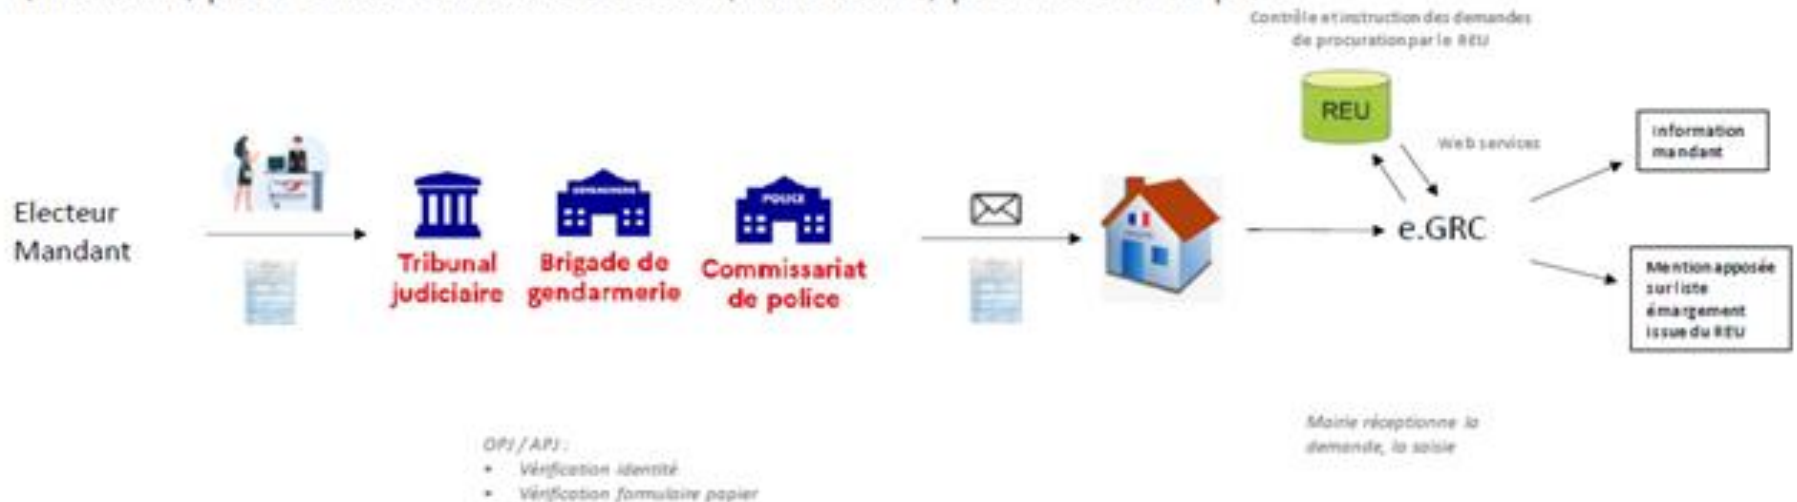 Contrôle et instruction des demandes
de procuration par le REU
REU
Web services
Information
mandant
Electeur
Mandant
POLICE
Tribunal
judiciaire
Brigade de
gendarmerie
Commissariat
de police
e.GRC
Mention apposée
sur liste
émargement
issue du REU
Mairie réceptionne la
demande, la saisie
OPJ / APJ :
• Vérification identité
• Vérification formulaire papier